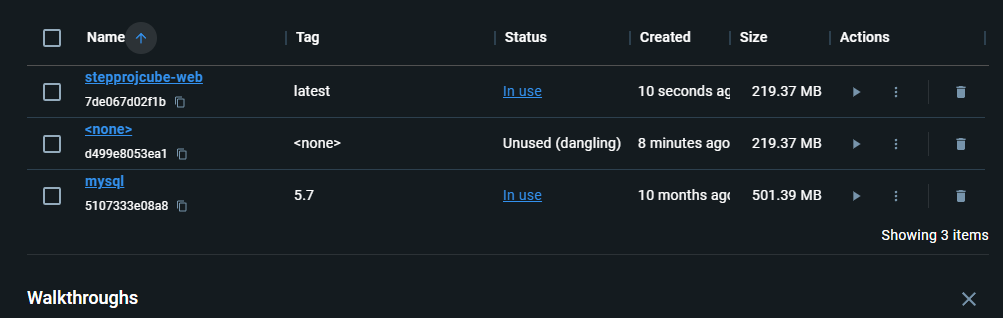 Name Tag Status Created Size Actions
stepprojcube-web
7de067d02f1b latest In use 10 seconds ag 219.37 MB
<none>
d499e8053ea1 <none> Unused (dangling) 8 minutes ago 219.37 MB
mysql
5107333e08a8 5.7 In use 10 months ago 501.39 MB
Showing 3 items
Walkthroughs